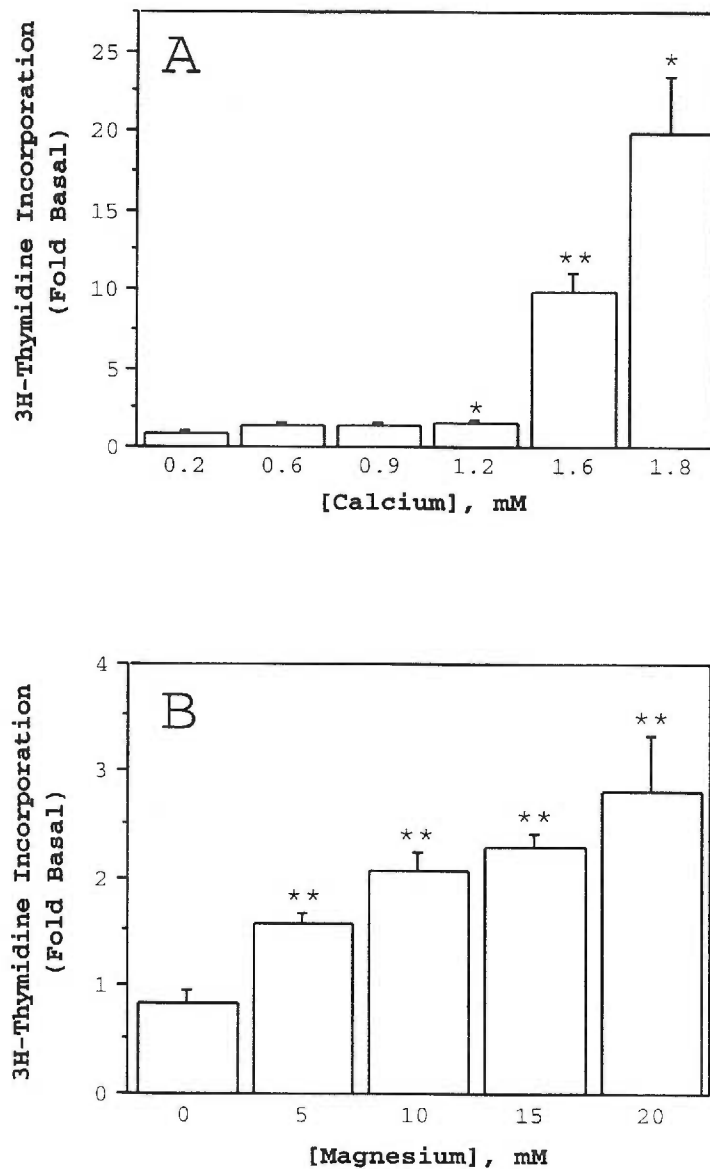 A
3H-Thymidine Incorporation
(Fold Basal)
25
20
15
10
5
0
*
**
*
0.2 0.6 0.9 1.2 1.6 1.8
[Calcium], mM
B
3H-Thymidine Incorporation
(Fold Basal)
4
3
2
1
0
**
**
**
**
0 5 10 15 20
[Magnesium], mM